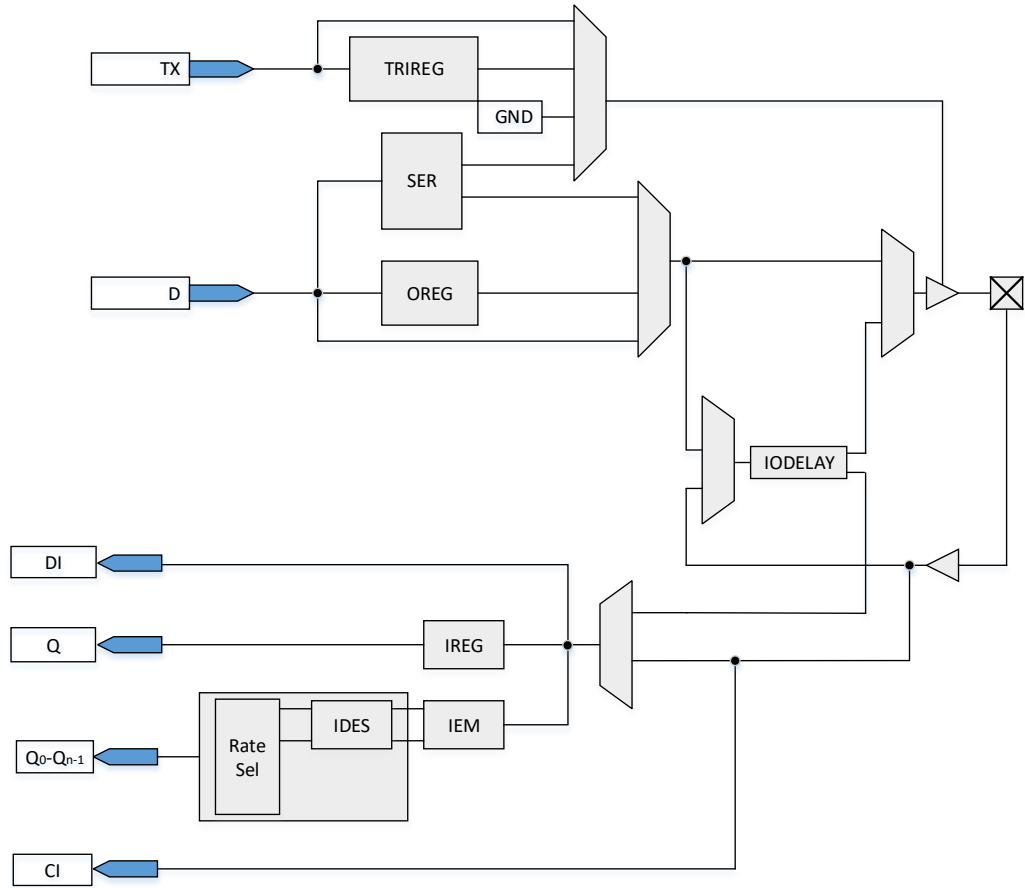 TX
TRIREG
GND
SER
D
OREG
IODELAY
DI
Q
IREG
Rate
Sel
IDES
IEM
Q0-Qn-1
CI